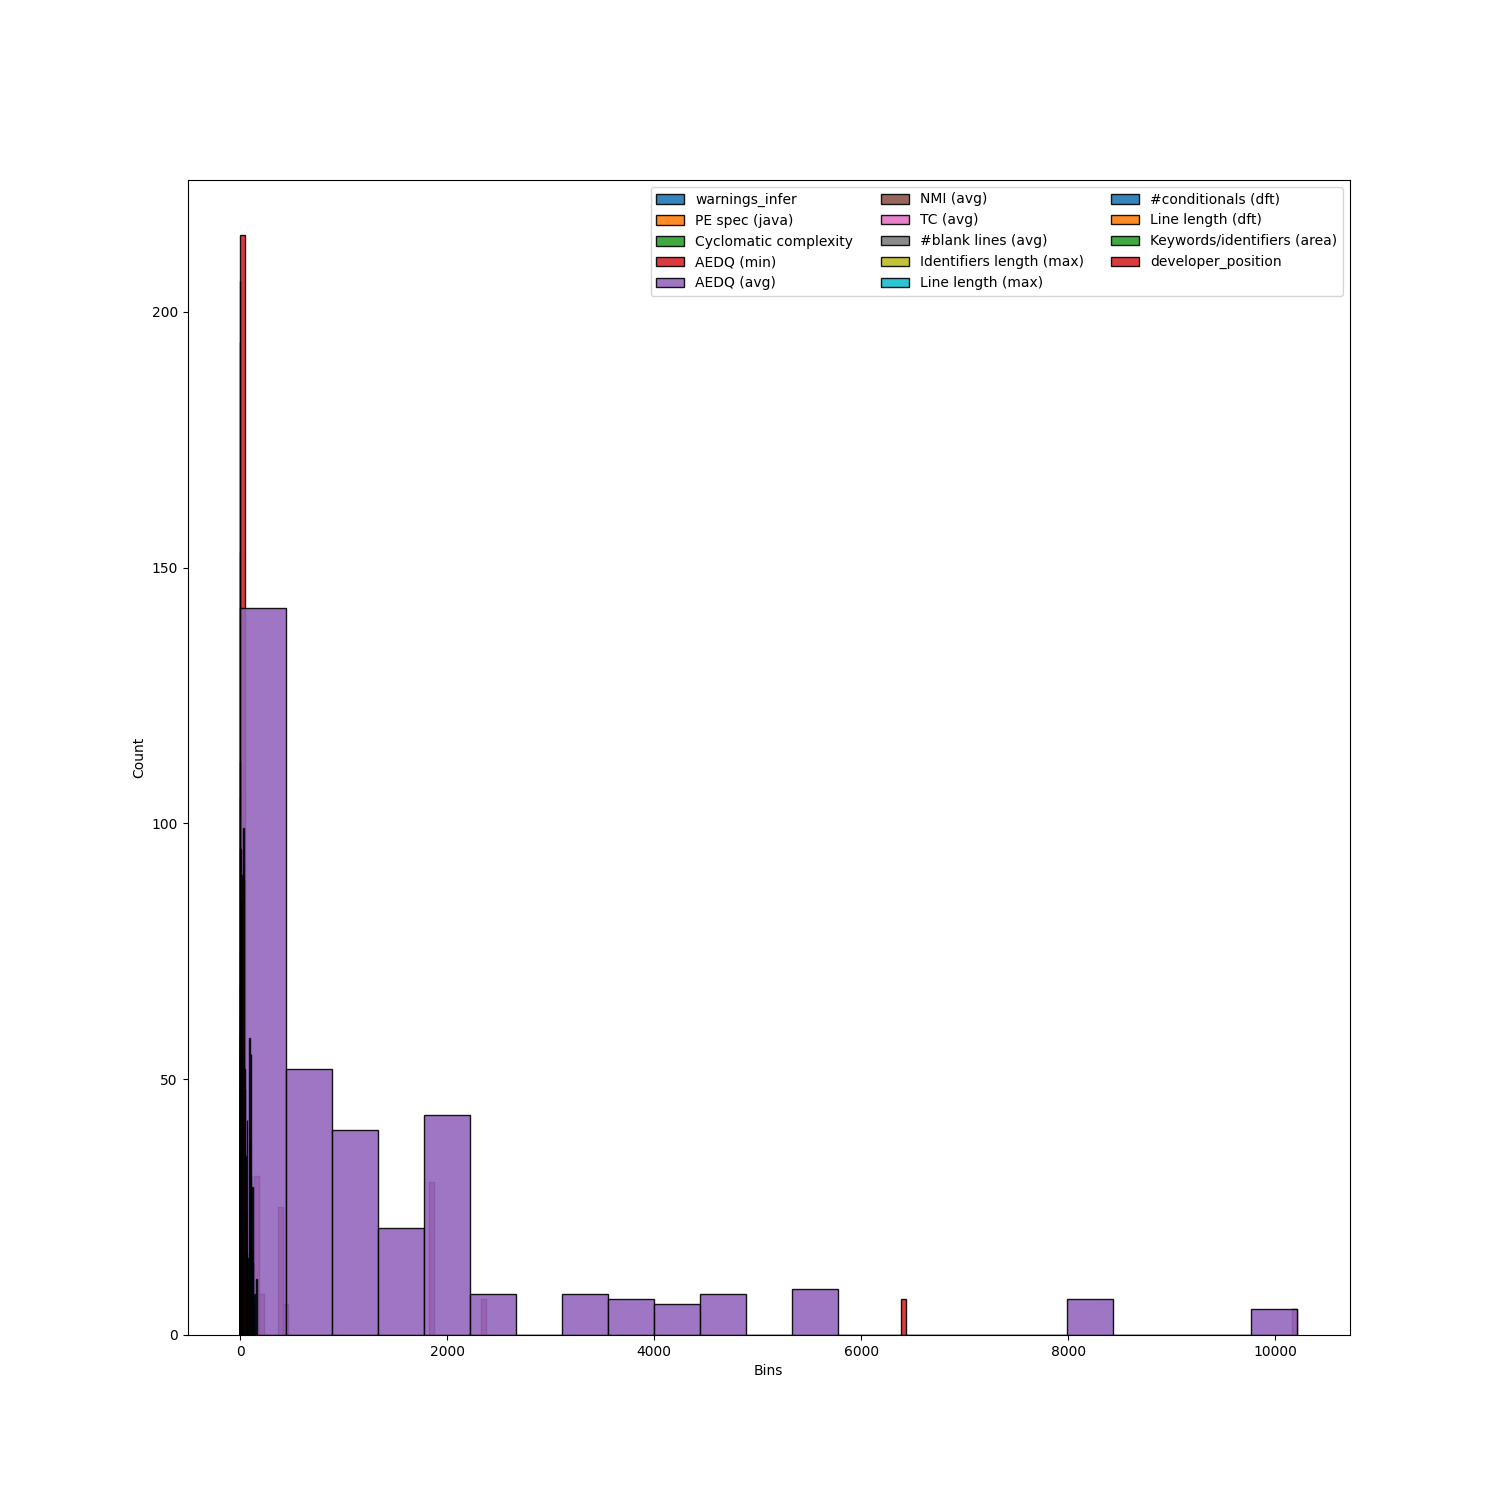 warnings_infer
PE spec (java)
Cyclomatic complexity
AEDQ (min)
AEDQ (avg)
NMI (avg)
TC (avg)
#blank lines (avg)
Identifiers length (max)
Line length (max)
#conditionals (dft)
Line length (dft)
Keywords/identifiers (area)
developer_position
200
150
100
50
0
Count
0 2000 4000 6000 8000 10000
Bins